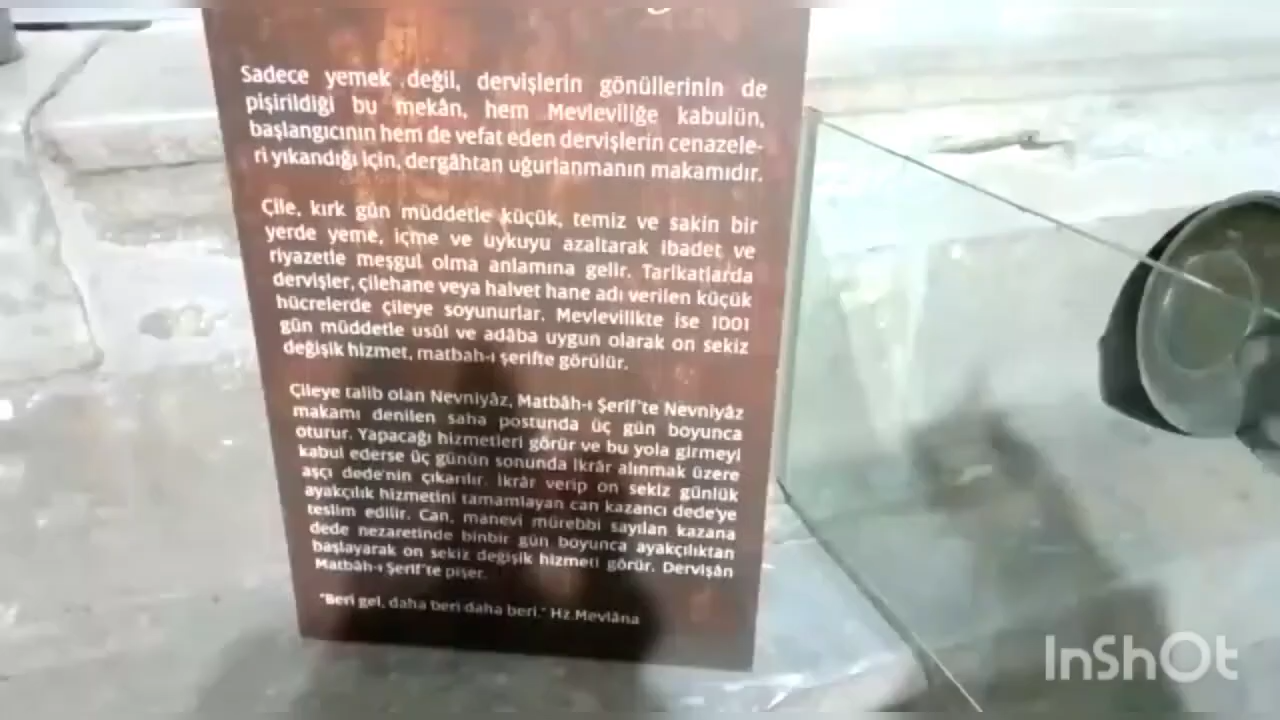 Sadece yemek değil, dervişlerin gönüllerinin de
pişirildiği bu mekân, hem Mevleviliğe kabulün,
başlangıcının hem de vefat eden dervişlerin cenazele-
ri yıkandığı için, dergâhtan uğurlanmanın makamıdır.
Çile, kırk gün müddetle küçük, temiz ve sakin bir
yerde yeme, içme ve uykuyu azaltarak ibadet ve
riyazetle meşgul olma anlamına gelir. Tarikatlarda
dervişler, çilehane veya halvet hane adı verilen küçük
hücrelerde çileye soyunurlar. Mevlevilikte ise 1001
gün müddetle usûl ve adâba uygun olarak on sekiz
değişik hizmet, matbah-ı şerifte görülür.
Çileye talib olan Nevniyâz, Matbâh-ı Şerîf'te Nevniyâz
makamı denilen saha postunda üç gün boyunca
oturur. Yapacağı hizmetleri görür ve bu yola girmeyi
kabul ederse üç günün sonunda ikrâr alınmak üzere
aşçı dede'nin çıkarılır. İkrâr verip on sekiz günlük
ayakçılık hizmetini tamamlayan can kazancı dede'ye
teslim edilir. Can, manevi mürebbi sayılan kazana
dede nezaretinde binbir gün boyunca ayakçılıktan
başlayarak on sekiz değişik hizmeti görür. Dervişân
Matbâh-ı Şerîf'te pişer.
"Beri gel, daha beri daha beri." Hz.Mevlâna
InShOt